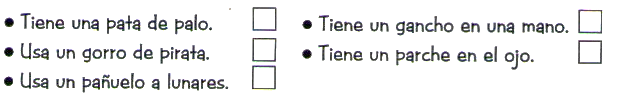 • Tiene una pata de palo.
• Usa un gorro de pirata.
• Usa un pañuelo a lunares.
• Tiene un gancho en una mano.
• Tiene un parche en el ojo.